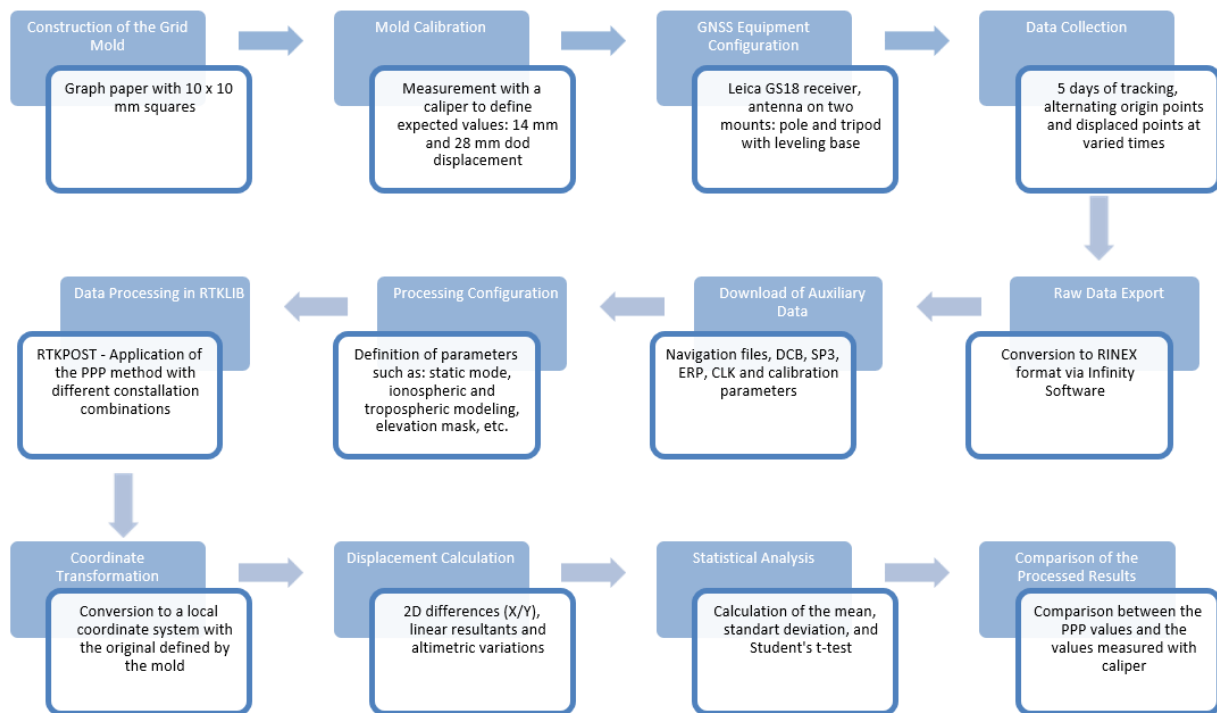 Construction of the Grid
Mold
Graph paper with 10 x 10
mm squares
Mold Calibration
Measurement with a
caliper to define
expected values: 14 mm
and 28 mm dod
displacement
GNSS Equipment
Configuration
Leica GS18 receiver,
antenna on two
mounts: pole and tripod
with leveling base
Data Collection
5 days of tracking,
alternating origin points
and displaced points at
varied times
Raw Data Export
Conversion to RINEX
format via Infinity
Software
Download of Auxiliary
Data
Navigation files, DCB, SP3,
ERP, CLK and calibration
parameters
Processing Configuration
Definition of parameters
such as: static mode,
ionospheric and
tropospheric modeling,
elevation mask, etc.
Data Processing in RTKLIB
RTKPOST - Application of
the PPP method with
different constallation
combinations
Coordinate
Transformation
Conversion to a local
coordinate system with
the original defined by
the mold
Displacement Calculation
2D differences (X/Y),
linear resultants and
altimetric variations
Statistical Analysis
Calculation of the mean,
standart deviation, and
Student's t-test
Comparison of the
Processed Results
Comparison between the
PPP values and the
values measured with
caliper